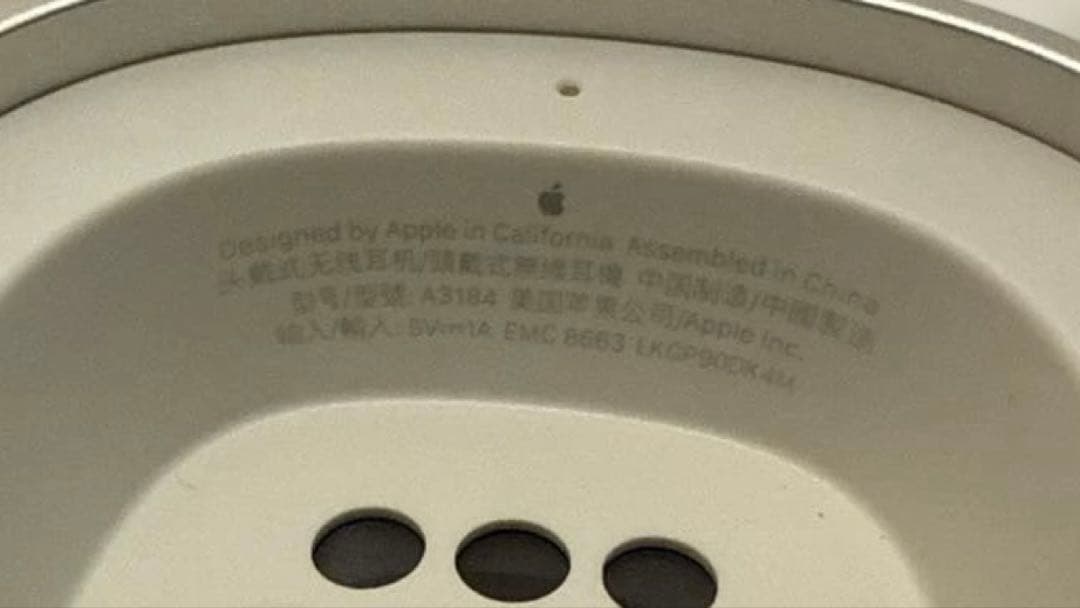 Designed by Apple in California Assembled in China
头戴式无线耳机/頭戴式無線耳機 中国制造/中國製造
型号/型號: A3184 美国苹果公司/Apple Inc.
输入/輸入: 5V⎓1A EMC 8663